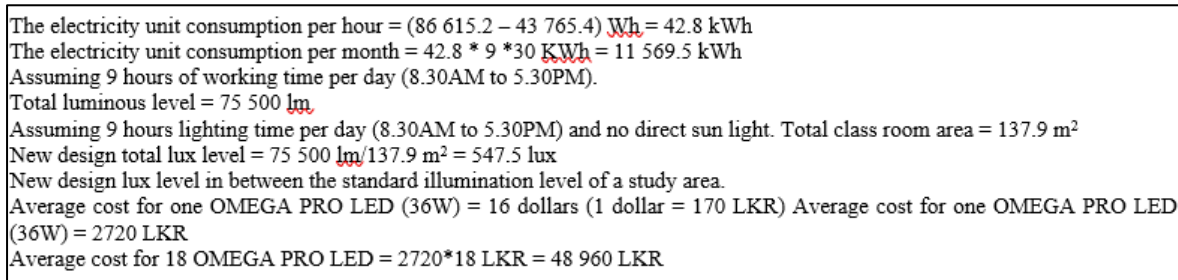 The electricity unit consumption per hour = (86 615.2 – 43 765.4) Wh = 42.8 kWh
The electricity unit consumption per month = 42.8 * 9 *30 KWh = 11 569.5 kWh
Assuming 9 hours of working time per day (8.30AM to 5.30PM).
Total luminous level = 75 500 lm
Assuming 9 hours lighting time per day (8.30AM to 5.30PM) and no direct sun light. Total class room area = 137.9 m²
New design total lux level = 75 500 lm/137.9 m² = 547.5 lux
New design lux level in between the standard illumination level of a study area.
Average cost for one OMEGA PRO LED (36W) = 16 dollars (1 dollar = 170 LKR) Average cost for one OMEGA PRO LED
(36W) = 2720 LKR
Average cost for 18 OMEGA PRO LED = 2720*18 LKR = 48 960 LKR